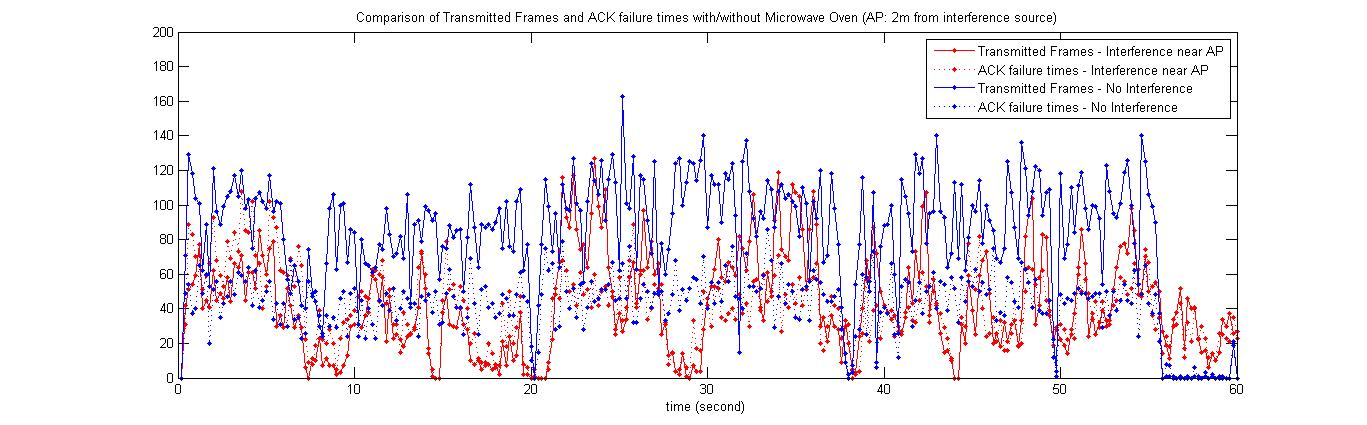 Comparison of Transmitted Frames and ACK failure times with/without Microwave Oven (AP: 2m from interference source)
200
180
160
140
120
100
80
60
40
20
0
Transmitted Frames - Interference near AP
ACK failure times - Interference near AP
Transmitted Frames - No Interference
ACK failure times - No Interference
0 10 20 30 40 50 60
time (second)